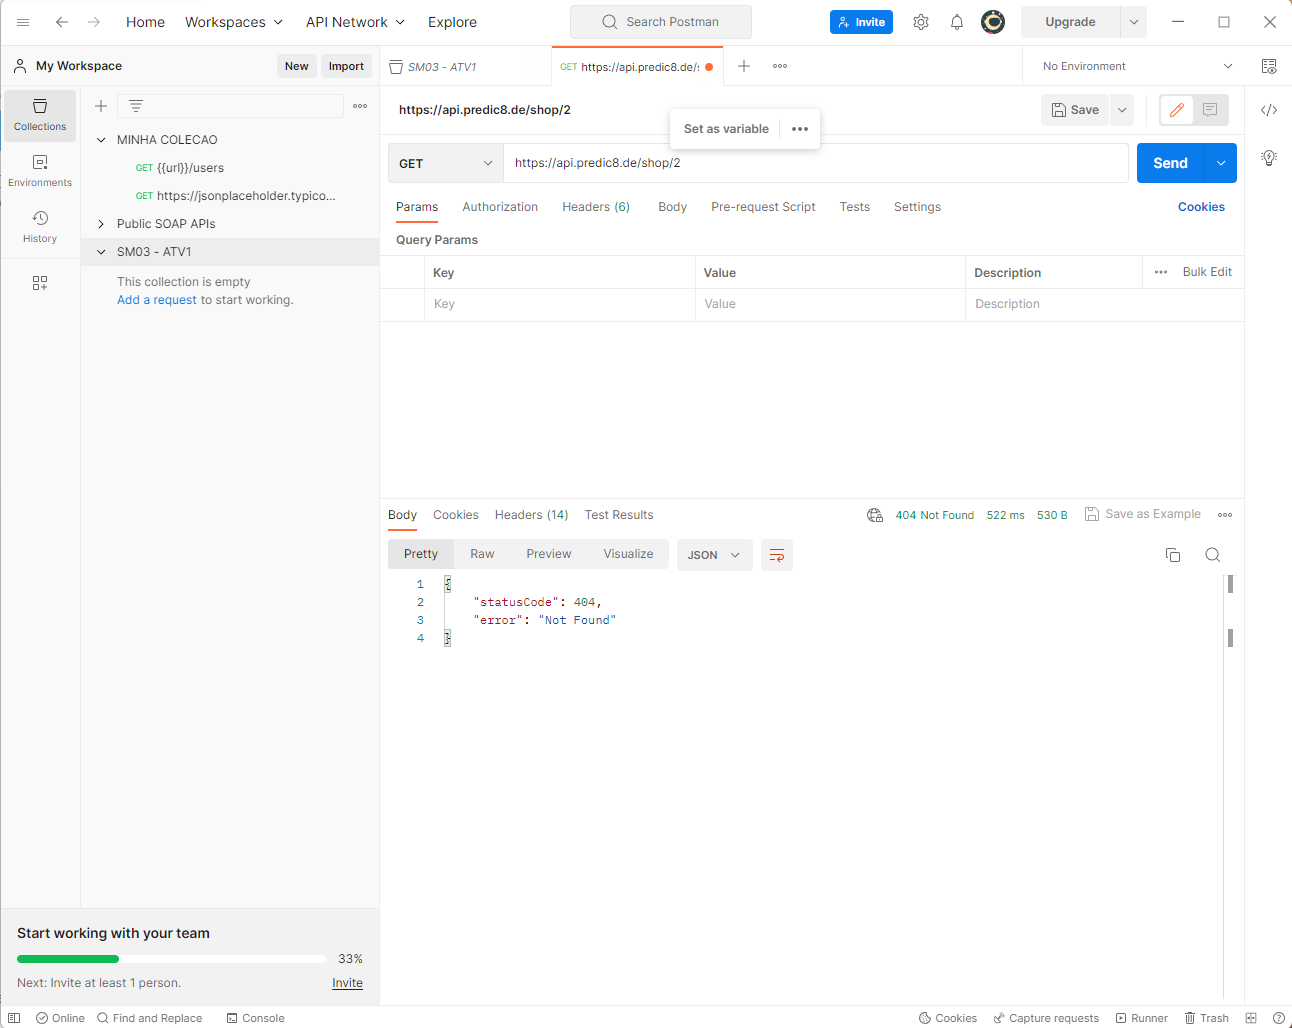 Home
Workspaces
API Network
Explore
Search Postman
Invite
Upgrade
My Workspace
New
Import
SM03 - ATV1
GET https://api.predic8.de/s
No Environment
Collections
Environments
History
MINHA COLECAO
GET {{url}}/users
GET https://jsonplaceholder.typico...
Public SOAP APIs
SM03 - ATV1
This collection is empty
Add a request to start working.
https://api.predic8.de/shop/2
Save
Set as variable
GET
https://api.predic8.de/shop/2
Send
Params
Authorization
Headers (6)
Body
Pre-request Script
Tests
Settings
Cookies
Query Params
Key
Value
Description
Bulk Edit
Key
Value
Description
Body
Cookies
Headers (14)
Test Results
404 Not Found
522 ms
530 B
Save as Example
Pretty
Raw
Preview
Visualize
JSON
1 {
2 "statusCode": 404,
3 "error": "Not Found"
4 }
Start working with your team
33%
Next: Invite at least 1 person.
Invite
Online
Find and Replace
Console
Cookies
Capture requests
Runner
Trash